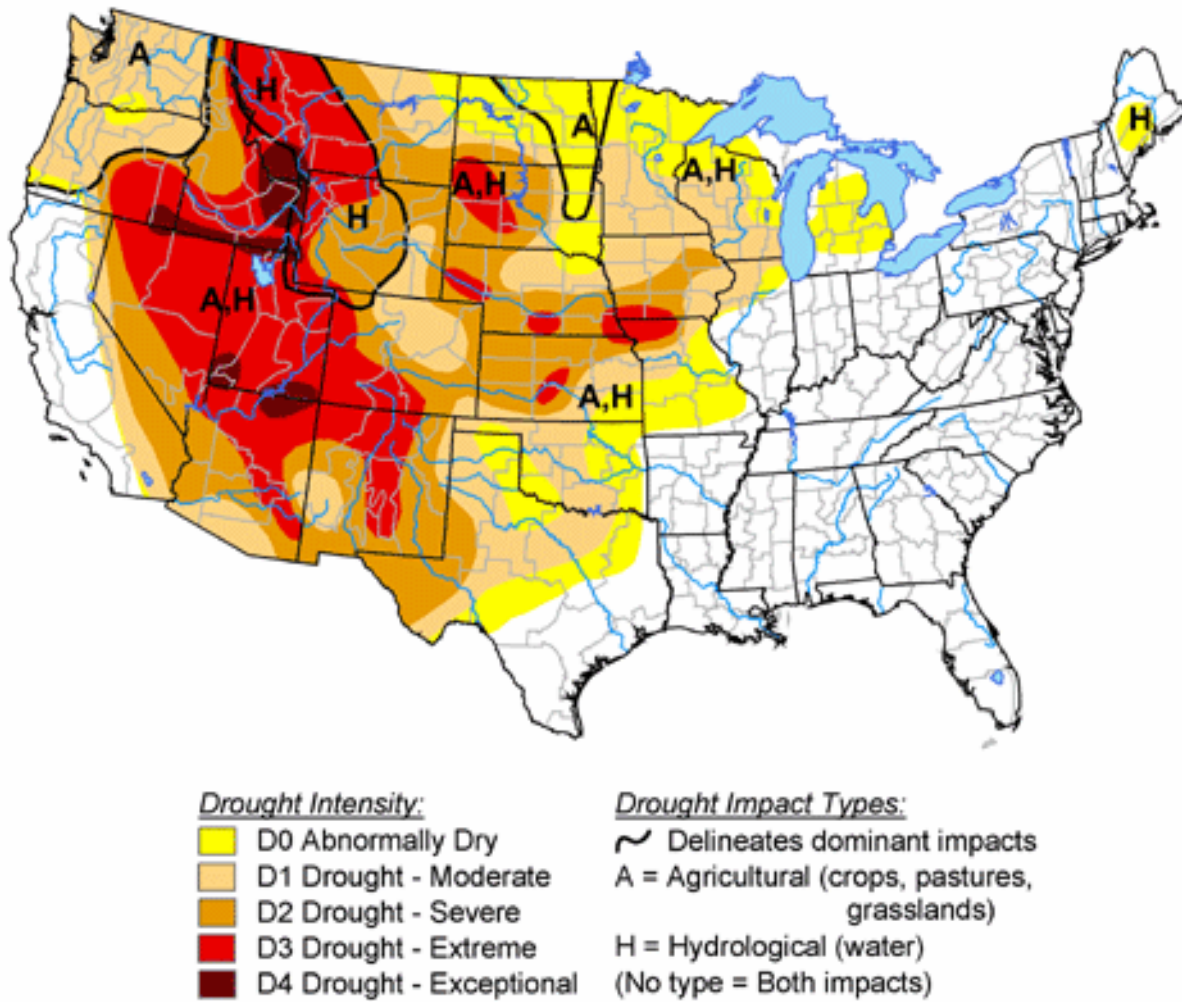 A
H
A
H
A,H
A,H
H
A,H
A,H
Drought Intensity:
D0 Abnormally Dry
D1 Drought - Moderate
D2 Drought - Severe
D3 Drought - Extreme
D4 Drought - Exceptional
Drought Impact Types:
Delineates dominant impacts
A = Agricultural (crops, pastures,
grasslands)
H = Hydrological (water)
(No type = Both impacts)